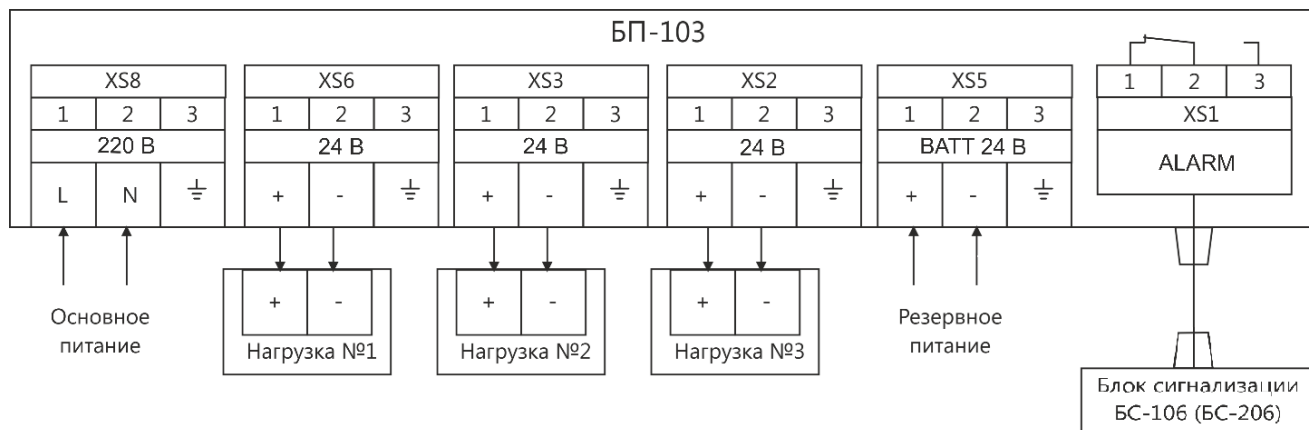 БП-103
XS8 XS6 XS3 XS2 XS5
1 2 3 1 2 3 1 2 3 1 2 3 1 2 3 1 2 3
220 В 24 В 24 В 24 В BATT 24 В XS1
L N + - + - + - + - ALARM
+ - + - + -
Основное
питание
Нагрузка №1 Нагрузка №2 Нагрузка №3
Резервное
питание
Блок сигнализации
БС-106 (БС-206)